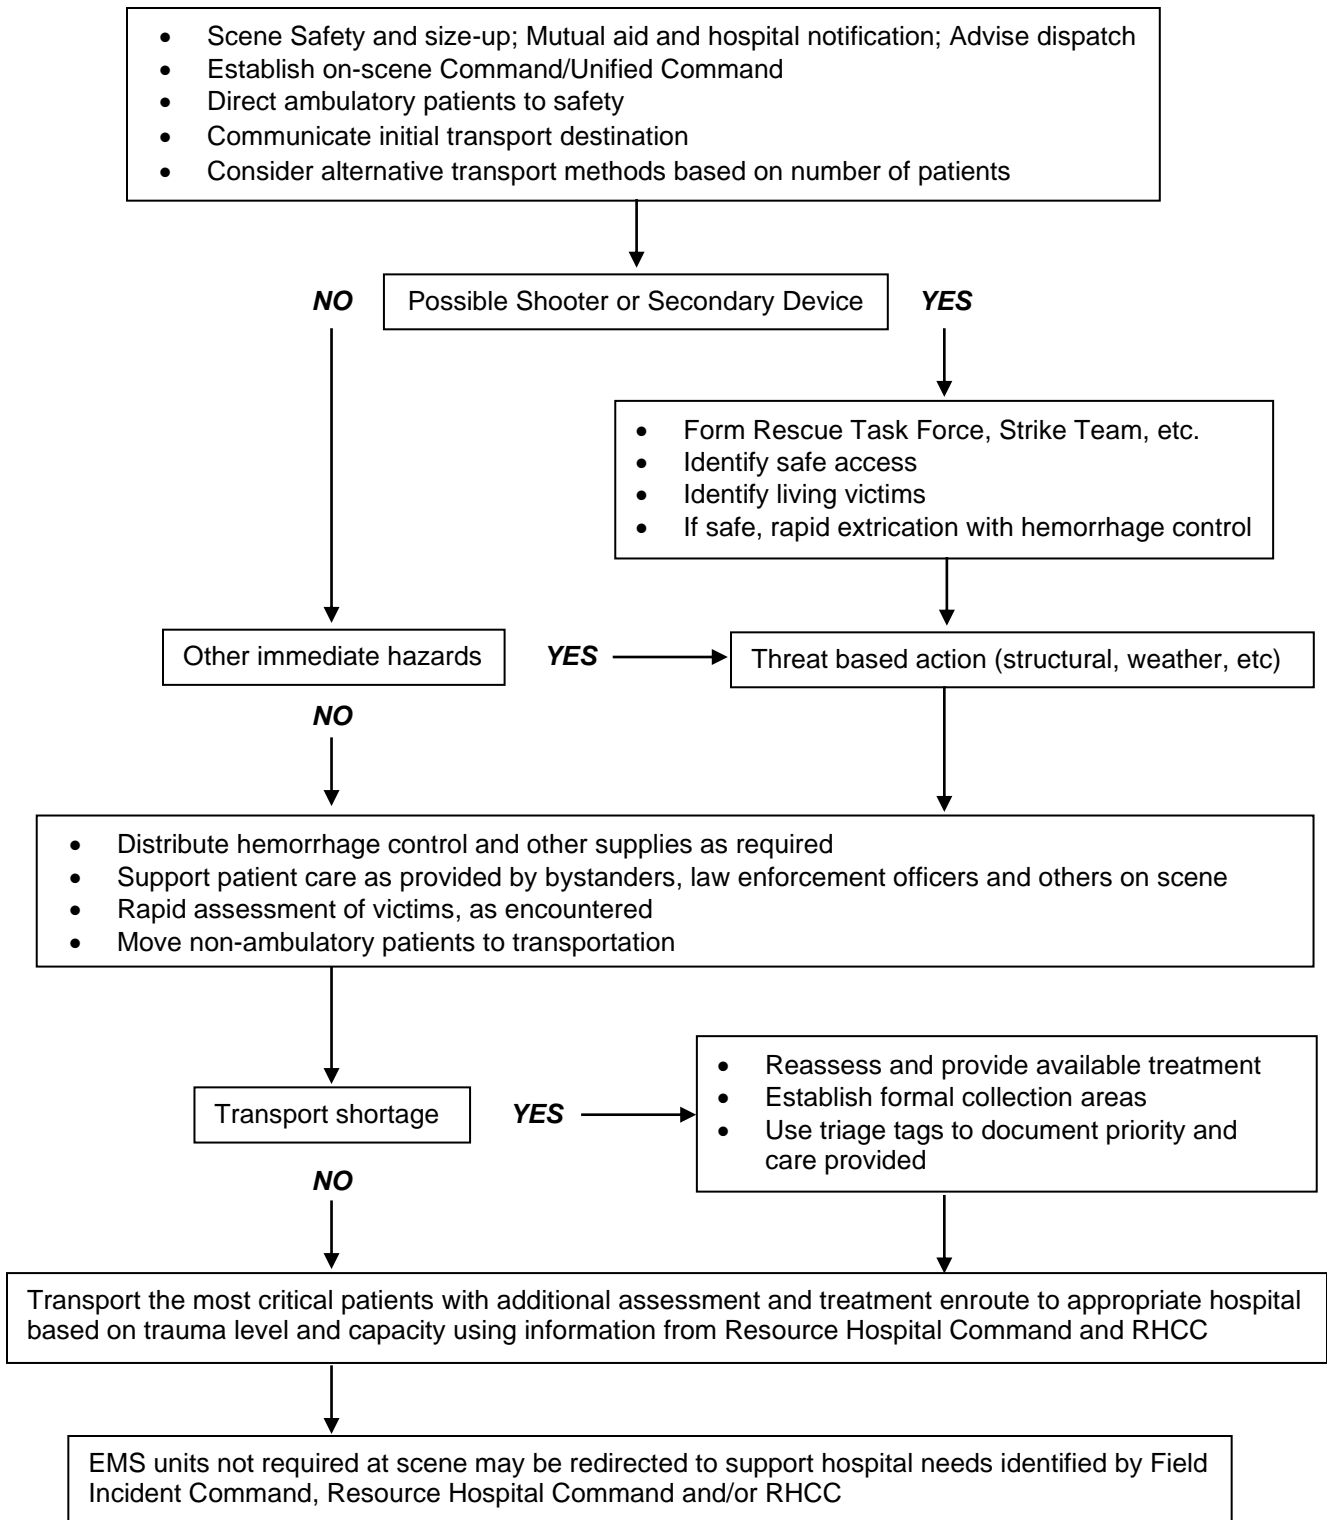 • Scene Safety and size-up; Mutual aid and hospital notification; Advise dispatch
• Establish on-scene Command/Unified Command
• Direct ambulatory patients to safety
• Communicate initial transport destination
• Consider alternative transport methods based on number of patients
NO
Possible Shooter or Secondary Device
YES
• Form Rescue Task Force, Strike Team, etc.
• Identify safe access
• Identify living victims
• If safe, rapid extrication with hemorrhage control
Other immediate hazards
YES
Threat based action (structural, weather, etc)
NO
• Distribute hemorrhage control and other supplies as required
• Support patient care as provided by bystanders, law enforcement officers and others on scene
• Rapid assessment of victims, as encountered
• Move non-ambulatory patients to transportation
Transport shortage
YES
• Reassess and provide available treatment
• Establish formal collection areas
• Use triage tags to document priority and
care provided
NO
Transport the most critical patients with additional assessment and treatment enroute to appropriate hospital
based on trauma level and capacity using information from Resource Hospital Command and RHCC
EMS units not required at scene may be redirected to support hospital needs identified by Field
Incident Command, Resource Hospital Command and/or RHCC